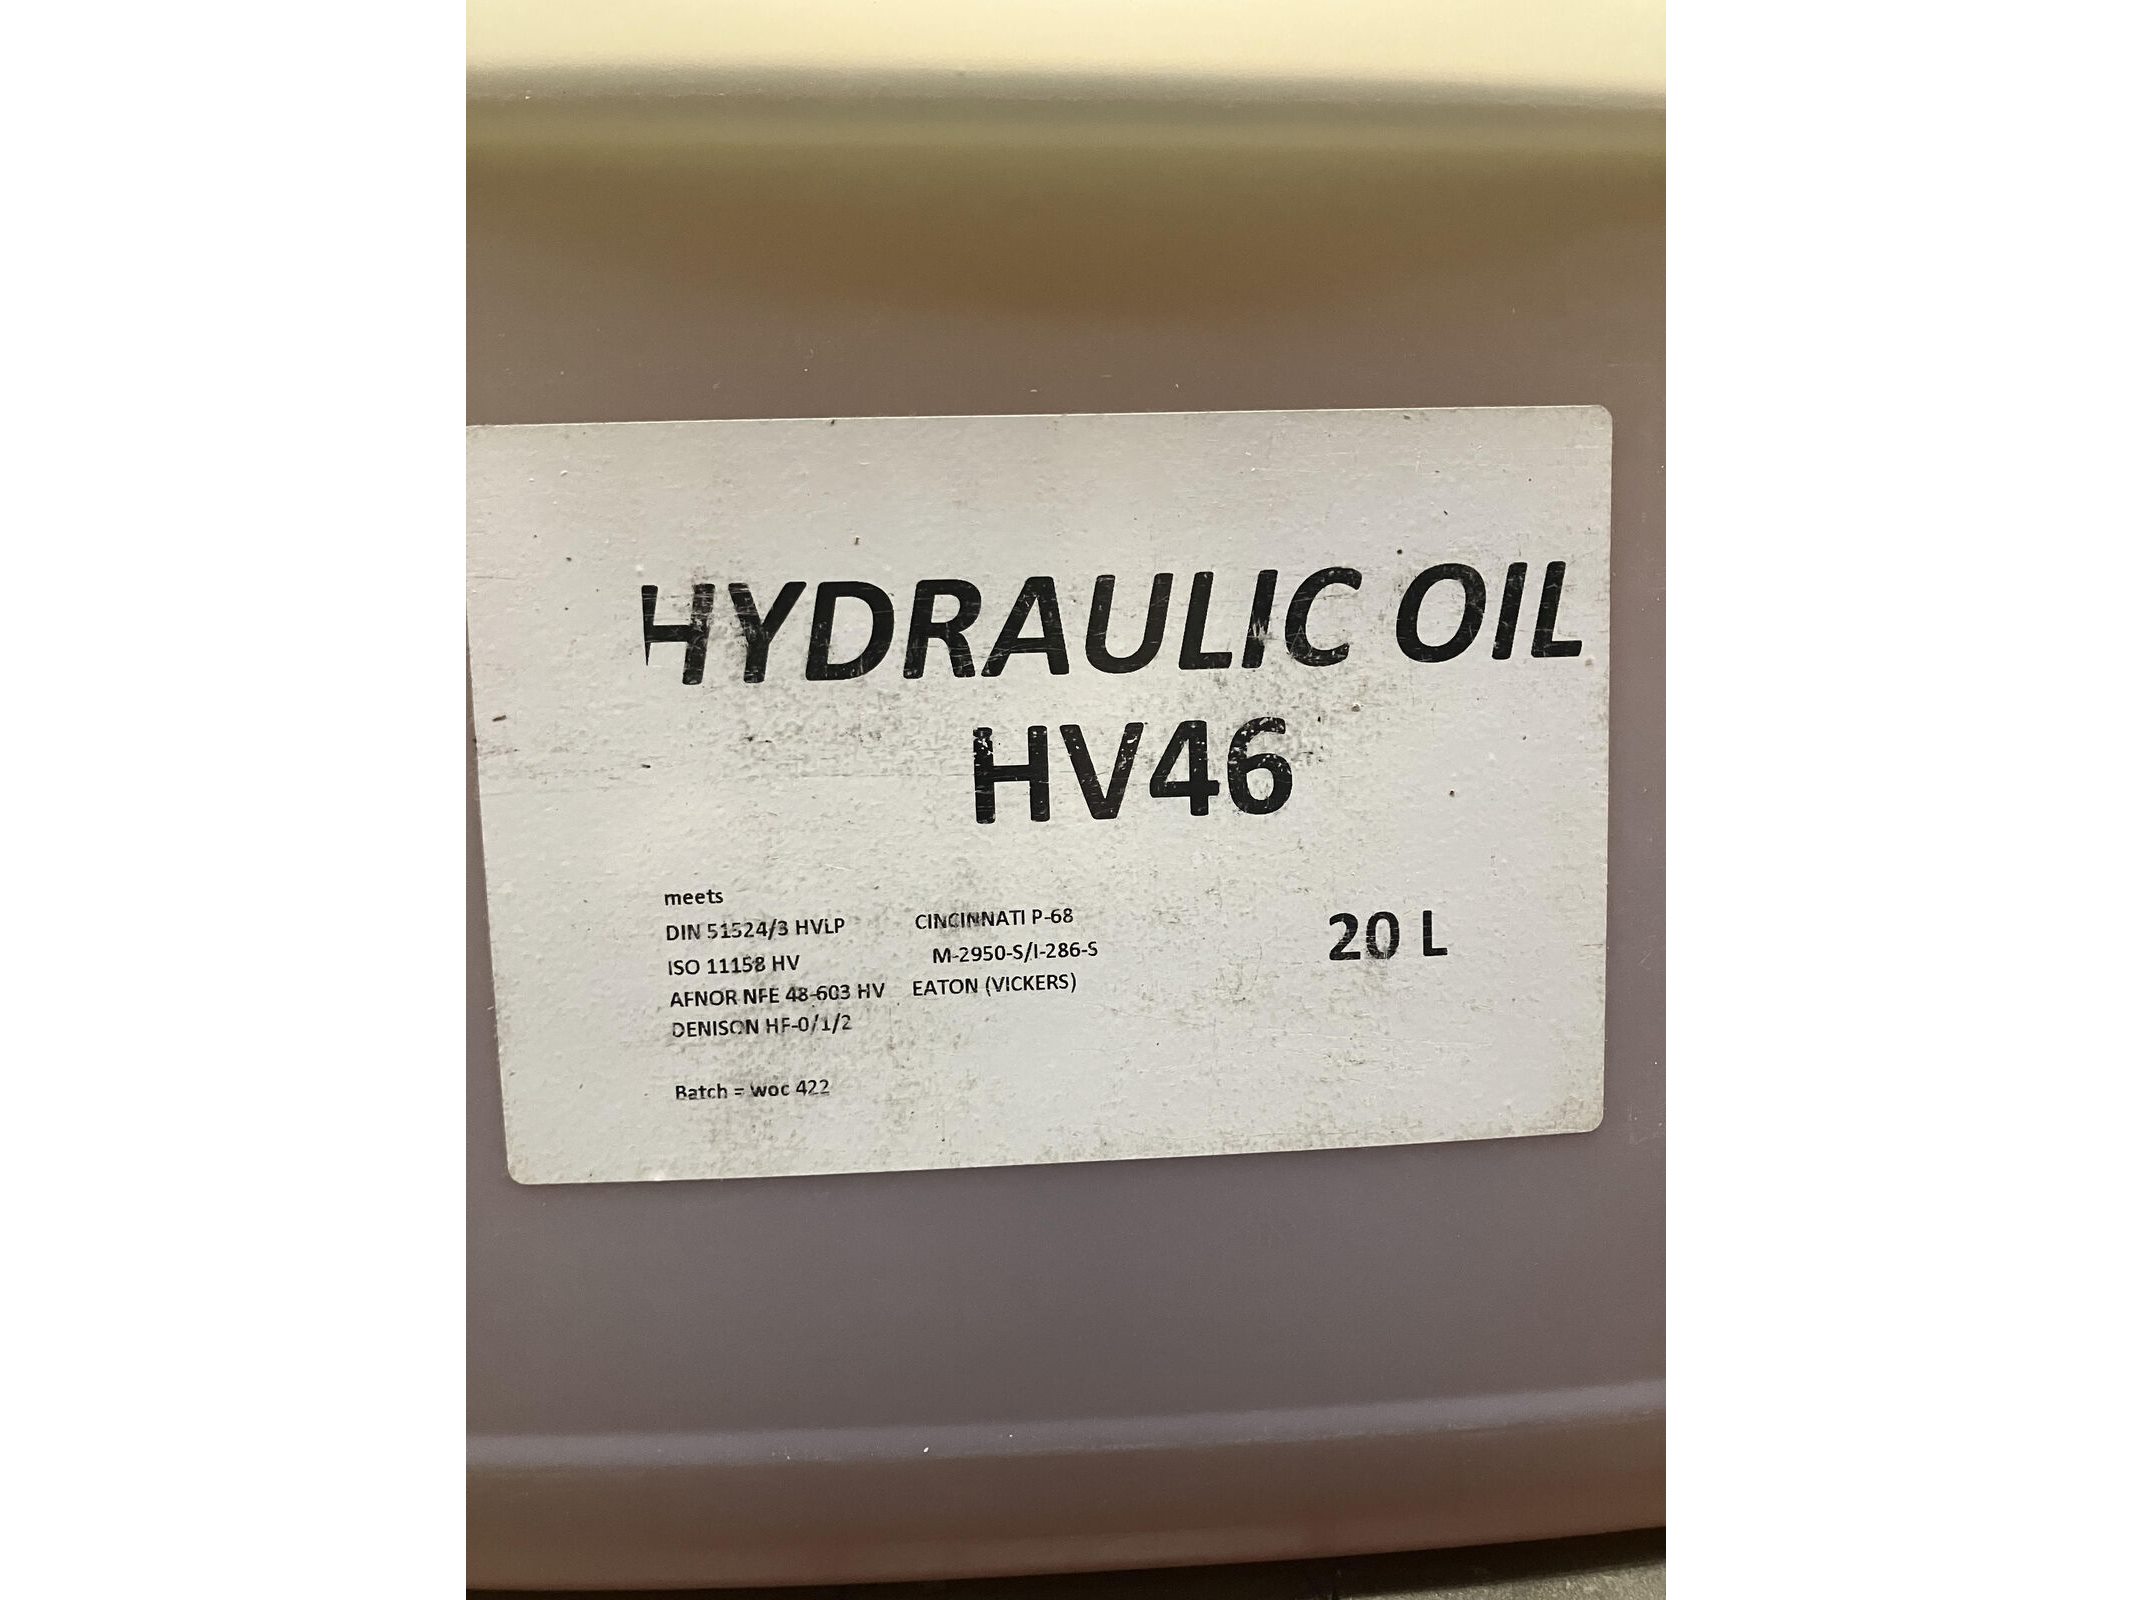 HYDRAULIC OIL
HV46
meets
DIN 51524/3 HVLP
ISO 11158 HV
AFNOR NFE 48-603 HV
DENISON HF-0/1/2
CINCINNATI P-68
M-2950-S/I-286-S
EATON (VICKERS)
20 L
Batch = woc 422